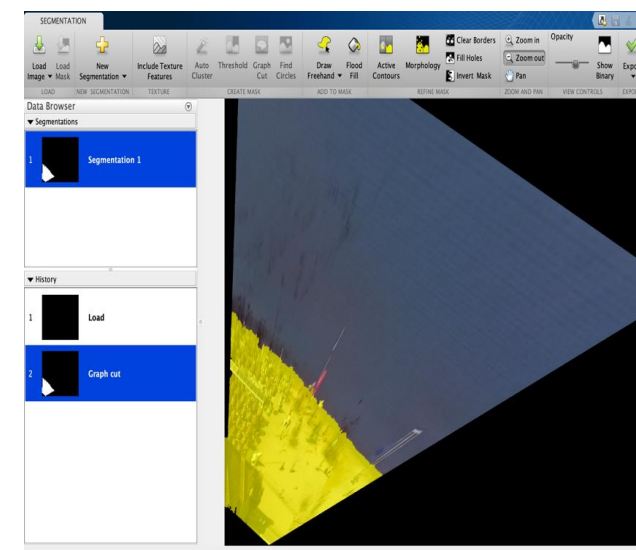 SEGMENTATION
Load Image
Load Mask
New Segmentation
Include Texture Features
Auto Cluster
Threshold
Graph Cut
Find Circles
Draw Freehand
Flood Fill
Active Contours
Morphology
Clear Borders
Fill Holes
Invert Mask
Zoom in
Zoom out
Pan
Opacity
Show Binary
Expo
LOAD
NEW SEGMENTATION
TEXTURE
CREATE MASK
ADD TO MASK
REFINE MASK
ZOOM AND PAN
VIEW CONTROLS
EXPOR
Data Browser
Segmentations
1 Segmentation 1
History
1 Load
2 Graph cut